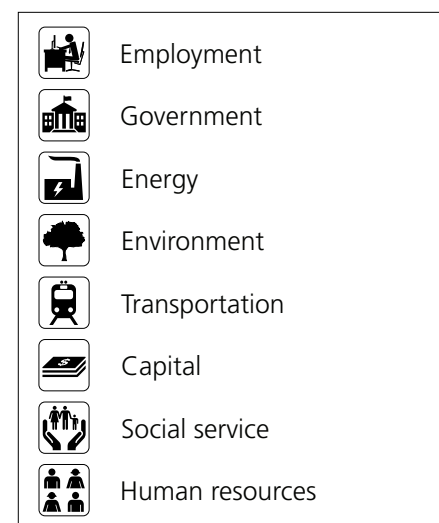 Employment
Government
Energy
Environment
Transportation
$ Capital
Social service
Human resources